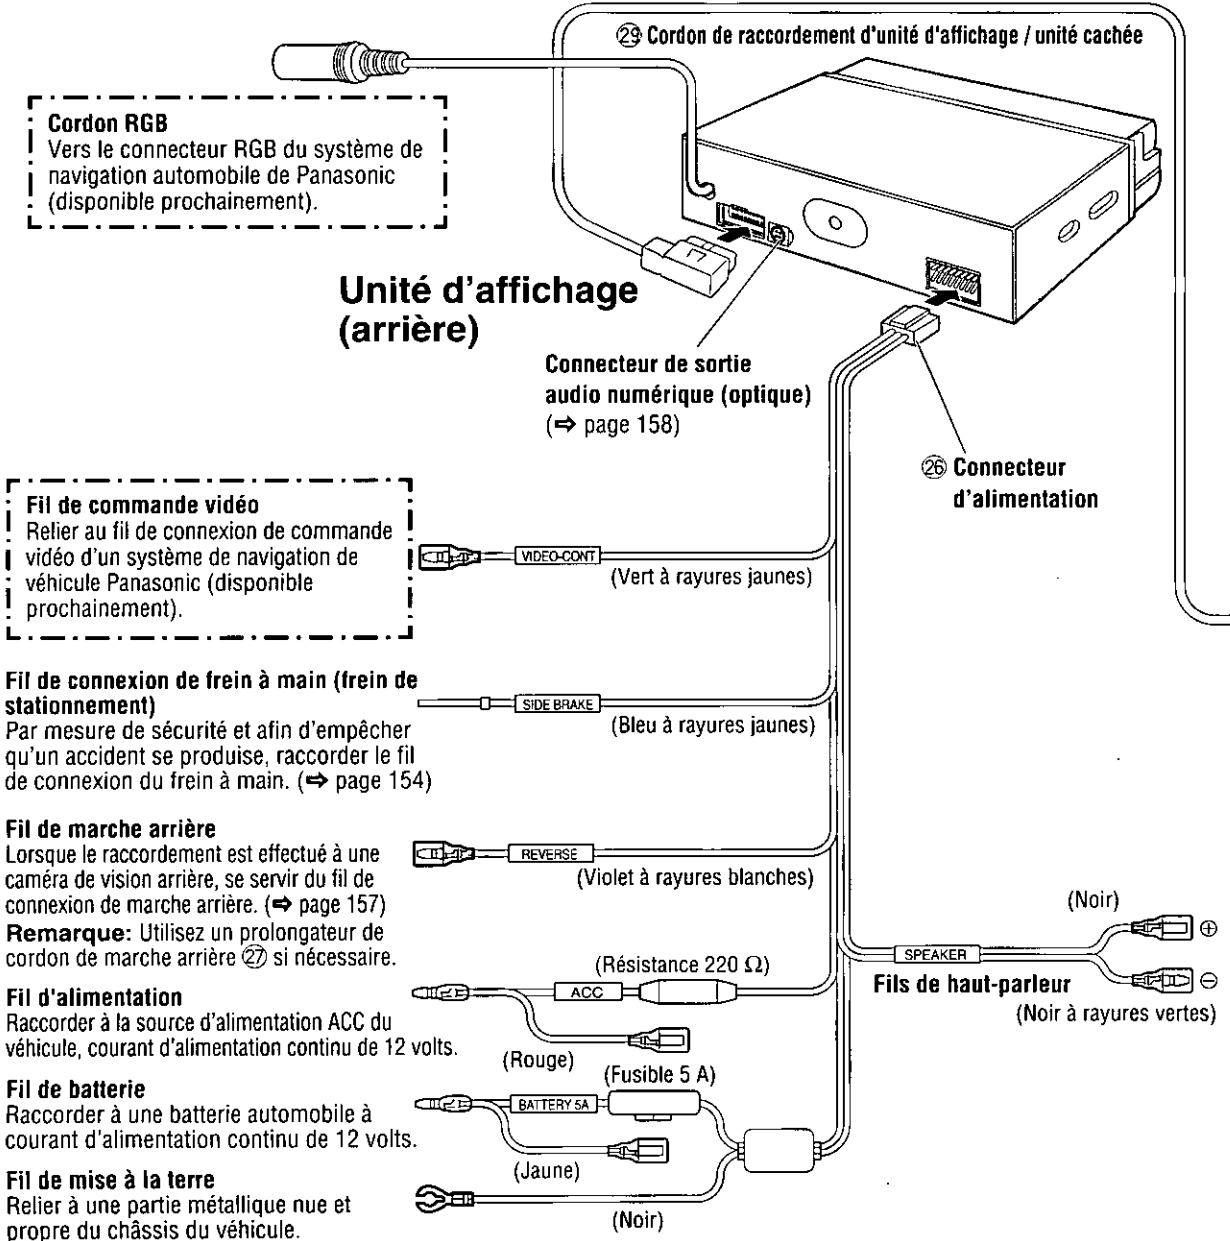 ㉙ Cordon de raccordement d'unité d'affichage / unité cachée
Cordon RGB
Vers le connecteur RGB du système de
navigation automobile de Panasonic
(disponible prochainement).
Unité d'affichage
(arrière)
Connecteur de sortie
audio numérique (optique)
(⇨ page 158)
㉖ Connecteur
d'alimentation
Fil de commande vidéo
Relier au fil de connexion de commande
vidéo d'un système de navigation de
véhicule Panasonic (disponible
prochainement).
VIDEO-CONT
(Vert à rayures jaunes)
Fil de connexion de frein à main (frein de
stationnement)
Par mesure de sécurité et afin d'empêcher
qu'un accident se produise, raccorder le fil
de connexion du frein à main. (⇨ page 154)
SIDE BRAKE
(Bleu à rayures jaunes)
Fil de marche arrière
Lorsque le raccordement est effectué à une
caméra de vision arrière, se servir du fil de
connexion de marche arrière. (⇨ page 157)
Remarque: Utilisez un prolongateur de
cordon de marche arrière ㉗ si nécessaire.
REVERSE
(Violet à rayures blanches)
(Noir)
⊕
SPEAKER
Fils de haut-parleur
⊖
(Noir à rayures vertes)
Fil d'alimentation
Raccorder à la source d'alimentation ACC du
véhicule, courant d'alimentation continu de 12 volts.
(Résistance 220 Ω)
ACC
(Rouge)
Fil de batterie
Raccorder à une batterie automobile à
courant d'alimentation continu de 12 volts.
(Fusible 5 A)
BATTERY 5A
(Jaune)
Fil de mise à la terre
Relier à une partie métallique nue et
propre du châssis du véhicule.
(Noir)